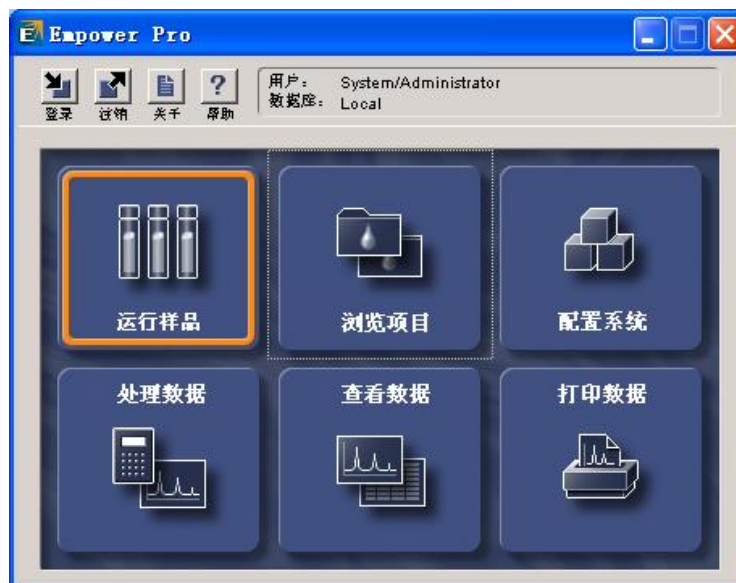 Empower Pro
登录 注销 关于 帮助
用户: System/Administrator
数据库: Local
运行样品 浏览项目 配置系统
处理数据 查看数据 打印数据